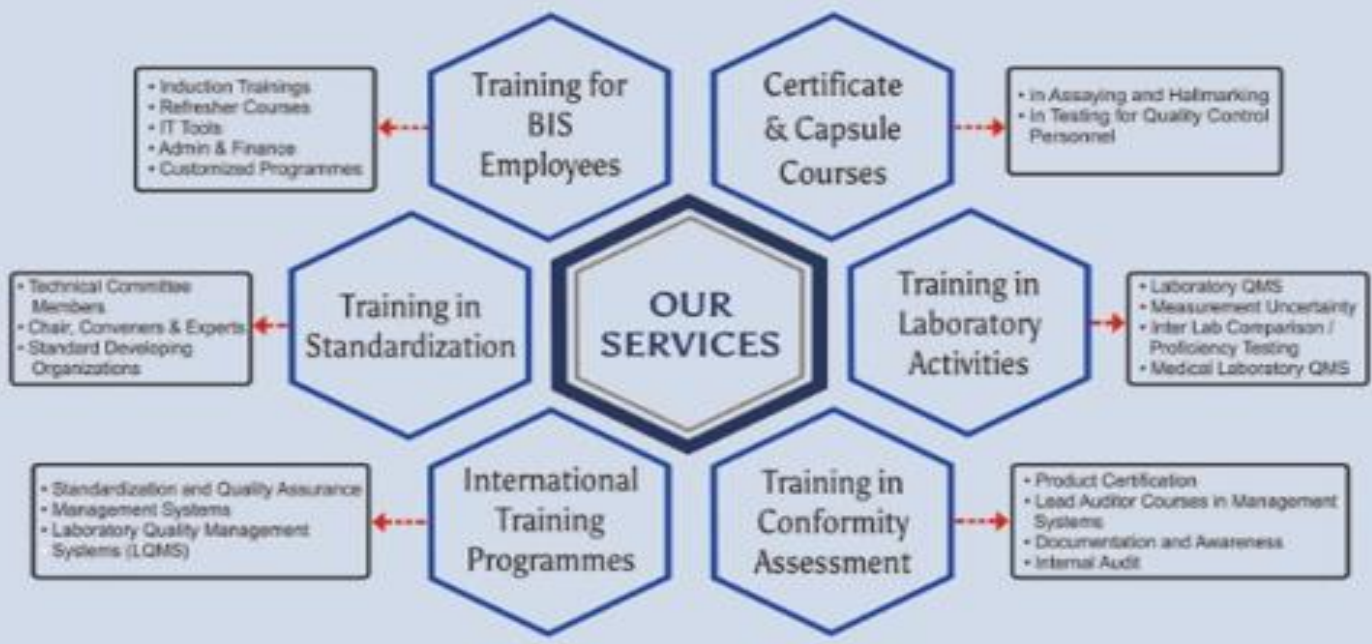 Training for
BIS
Employees
• Induction Trainings
• Refresher Courses
• IT Tools
• Admin & Finance
• Customized Programmes
Certificate
& Capsule
Courses
• in Assaying and Hallmarking
• In Testing for Quality Control
Personnel
Training in
Standardization
• Technical Committee
Members
• Chair, Conveners & Experts
• Standard Developing
Organizations
OUR
SERVICES
Training in
Laboratory
Activities
• Laboratory QMS
• Measurement Uncertainty
• Inter Lab Comparison /
Proficiency Testing
• Medical Laboratory QMS
International
Training
Programmes
• Standardization and Quality Assurance
• Management Systems
• Laboratory Quality Management
Systems (LQMS)
Training in
Conformity
Assessment
• Product Certification
• Lead Auditor Courses in Management
Systems
• Documentation and Awareness
• Internal Audit